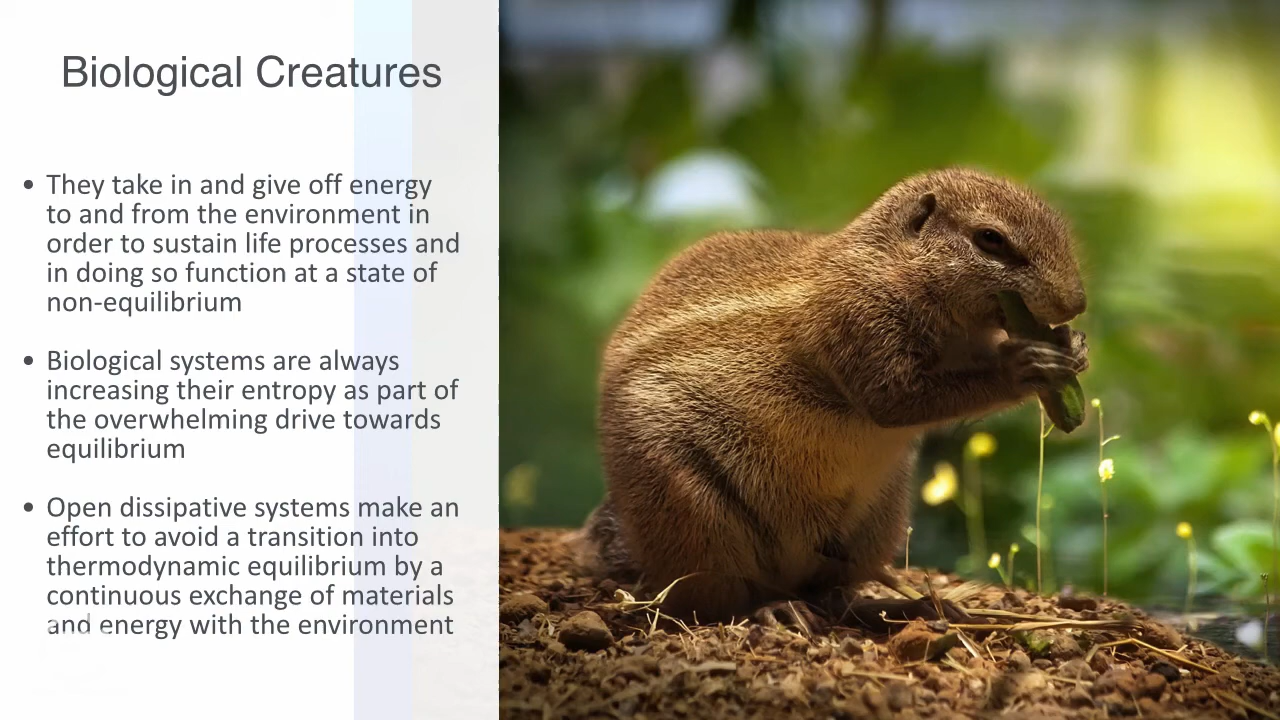 Biological Creatures
• They take in and give off energy
to and from the environment in
order to sustain life processes and
in doing so function at a state of
non-equilibrium
• Biological systems are always
increasing their entropy as part of
the overwhelming drive towards
equilibrium
• Open dissipative systems make an
effort to avoid a transition into
thermodynamic equilibrium by a
continuous exchange of materials
and energy with the environment